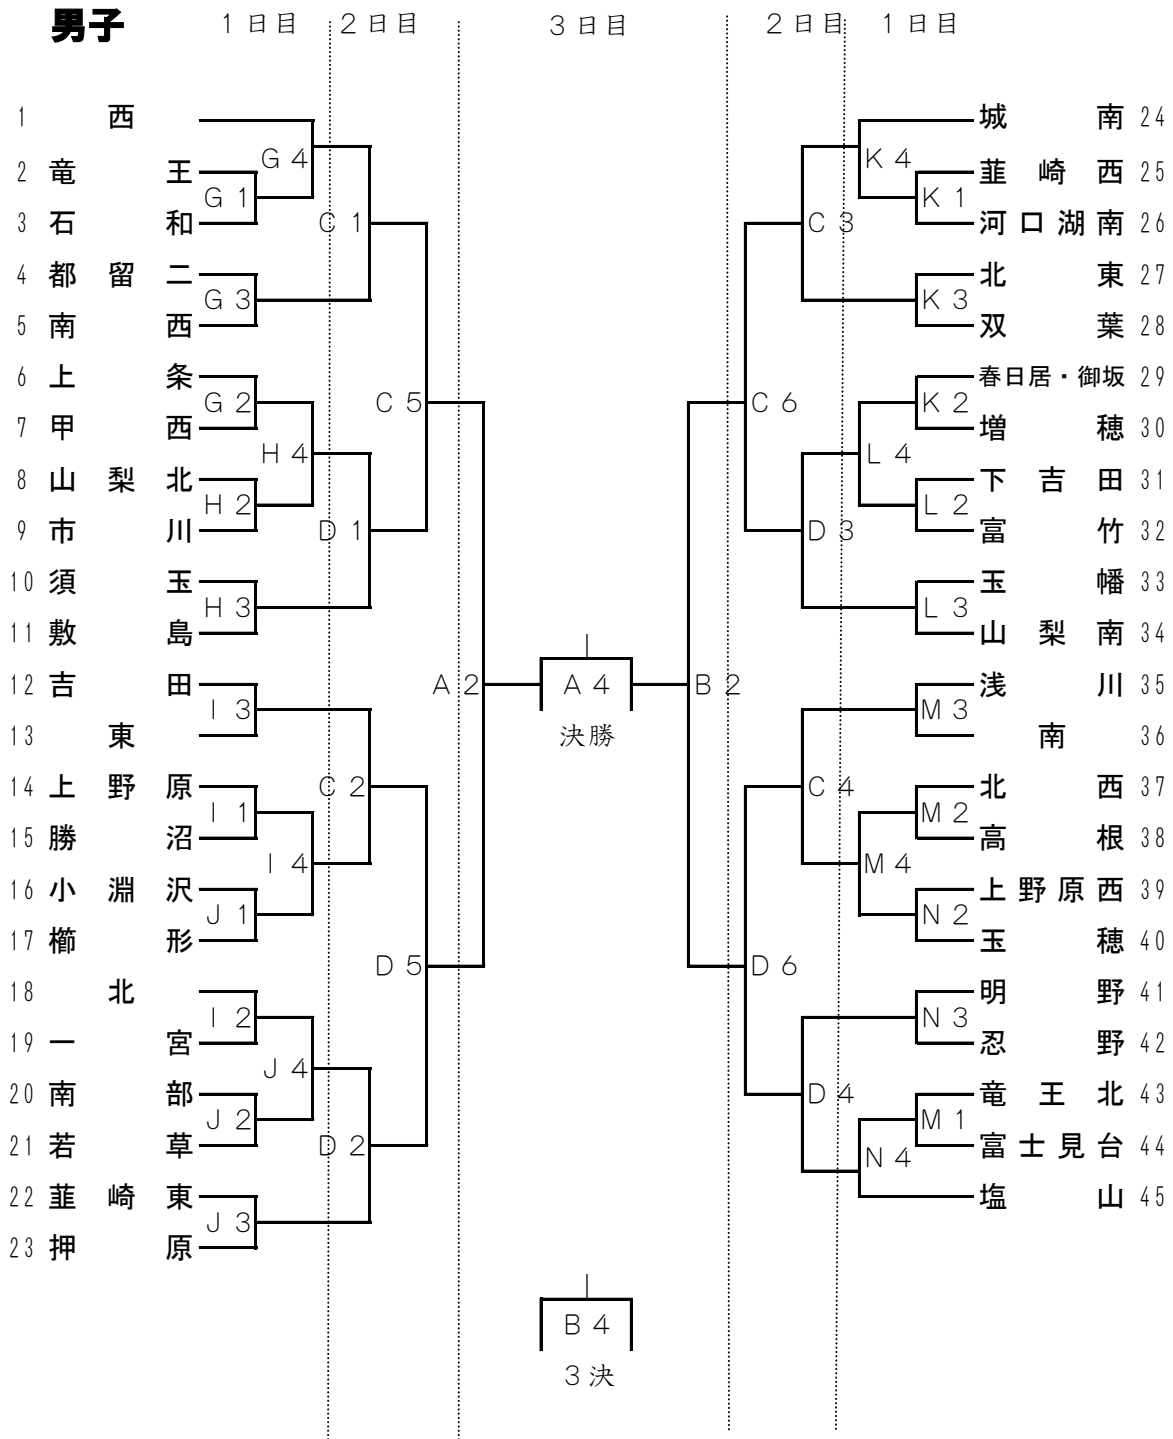 男子 1日目 2日目 3日目 2日目 1日目
1 西 城南 24
G4 K4
2 竜王 韮崎西 25
G1 K1
3 石和 C1 C3 河口湖南 26
4 都留二 北東 27
G3 K3
5 南西 双葉 28
6 上条 春日居・御坂 29
G2 C5 C6 K2
7 甲西 増穂 30
H4 L4
8 山梨北 下吉田 31
H2 L2
9 市川 D1 D3 富竹 32
10 須玉 玉幡 33
H3 L3
11 敷島 山梨南 34
12 吉田 A2 A4 B2 浅川 35
I3 M3
13 東 決勝 南 36
14 上野原 C2 C4 北西 37
I1 M2
15 勝沼 高根 38
I4 M4
16 小淵沢 上野原西 39
J1 N2
17 櫛形 玉穂 40
D5 D6
18 北 明野 41
I2 N3
19 一宮 忍野 42
J4
20 南部 D4 竜王北 43
J2 M1
21 若草 D2 富士見台 44
N4
22 韮崎東 塩山 45
J3
23 押原
B4
3決